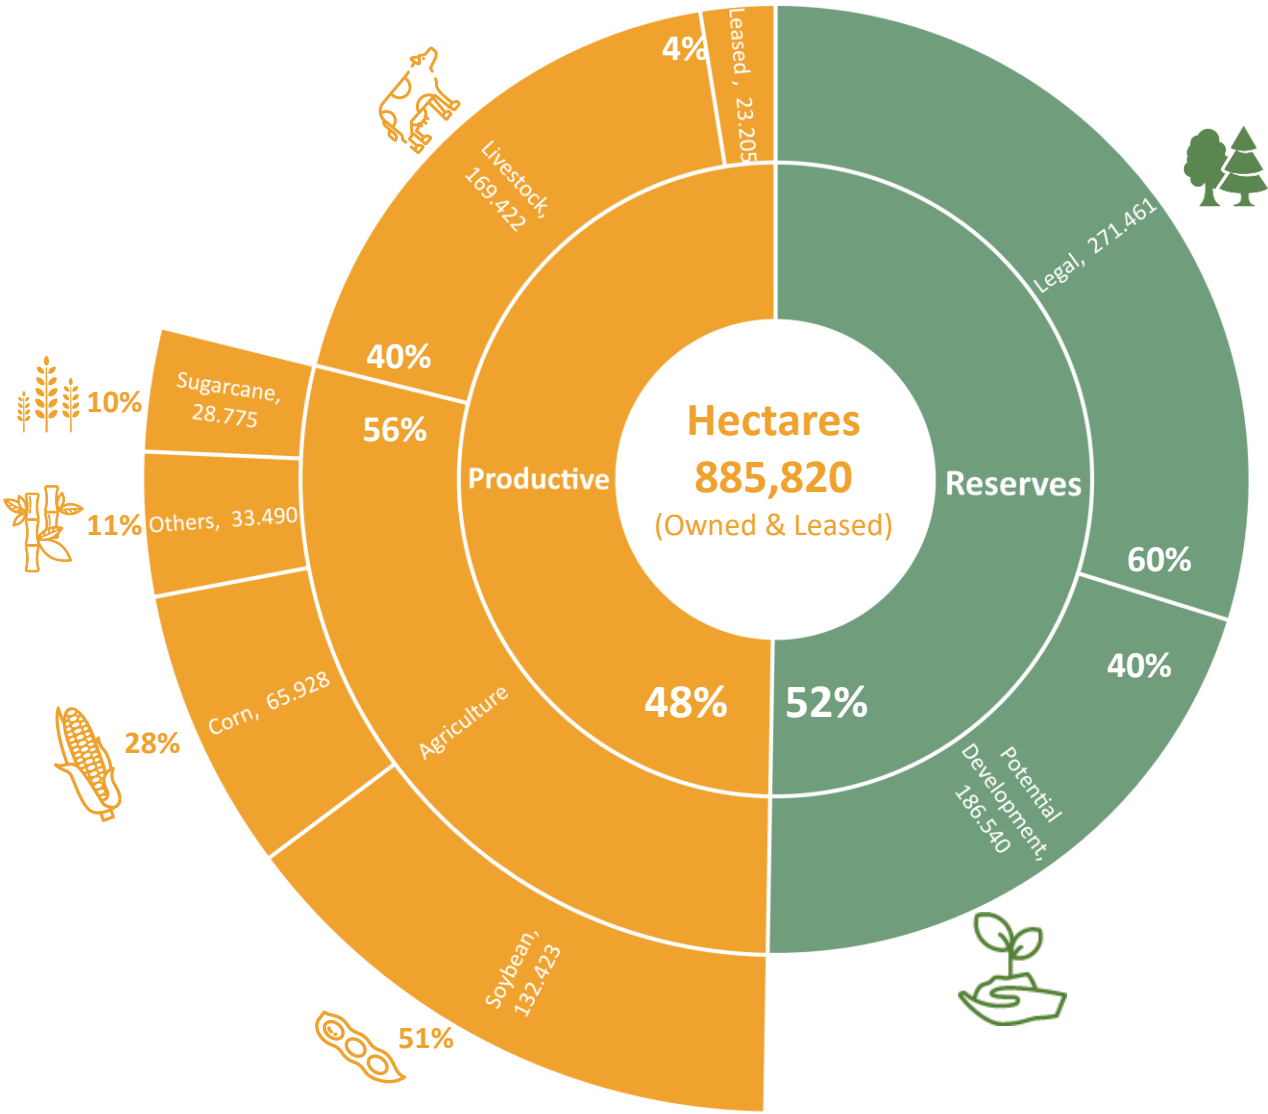 Hectares
885,820
(Owned & Leased)
Productive
48%
Reserves
52%
Leased , 23.205
4%
Livestock,
169.422
40%
56%
Agriculture
Sugarcane,
28.775
10%
Others, 33.490
11%
Corn, 65.928
28%
Soybean,
132.423
51%
Legal, 271.461
60%
40%
Potential
Development,
186.540